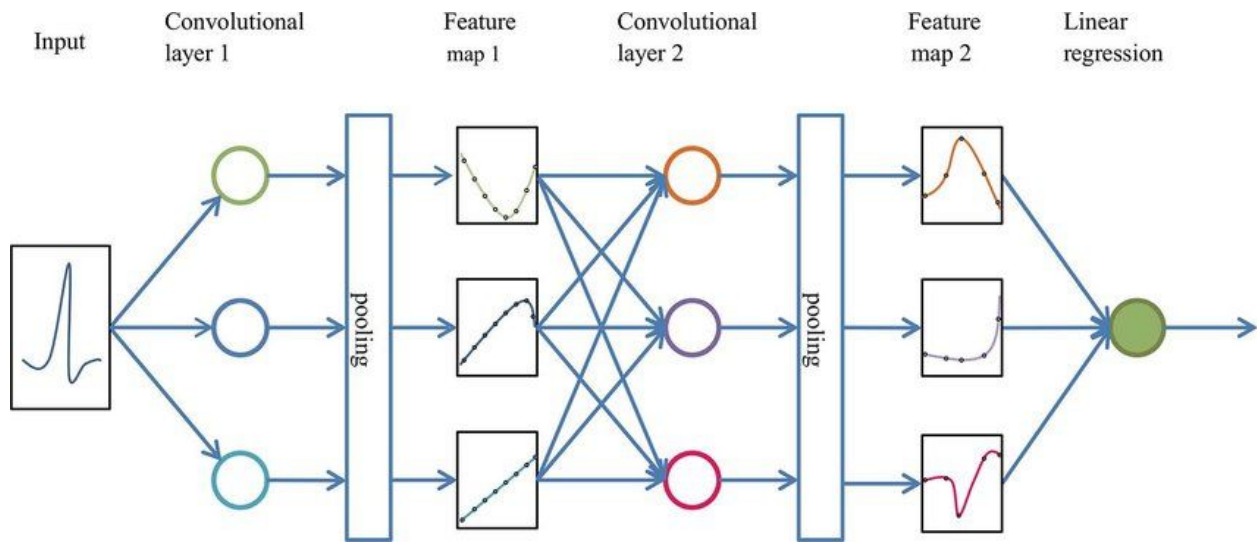 Input
Convolutional
layer 1
Feature
map 1
Convolutional
layer 2
Feature
map 2
Linear
regression
pooling
pooling